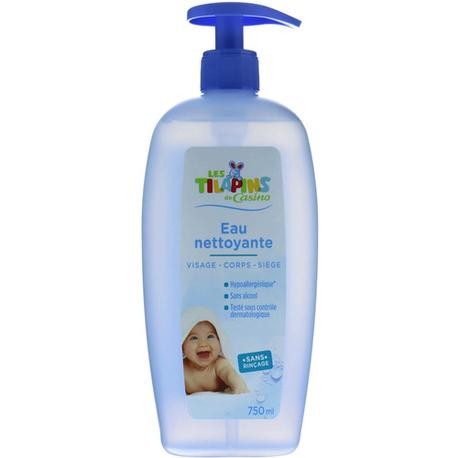 LES
TILAPINS
de Casino
Eau
nettoyante
VISAGE - CORPS - SIÈGE
Hypoallergénique*
Sans alcool
Testé sous contrôle
dermatologique
• SANS •
RINÇAGE
750 ml